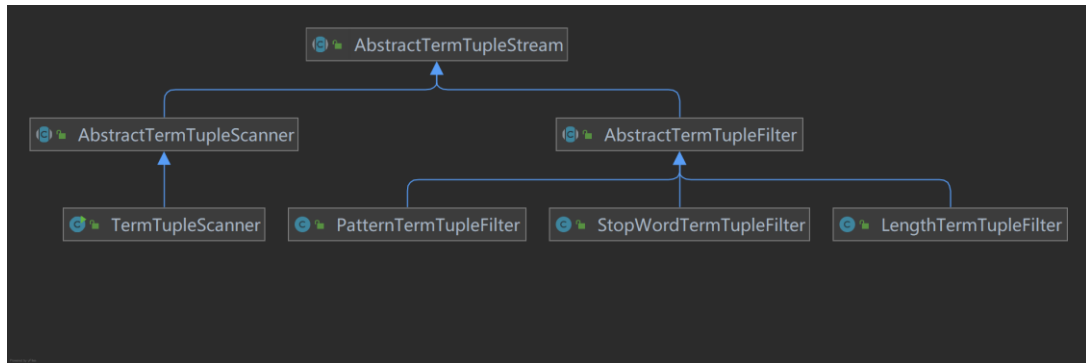 AbstractTermTupleStream
AbstractTermTupleScanner AbstractTermTupleFilter
TermTupleScanner PatternTermTupleFilter StopWordTermTupleFilter LengthTermTupleFilter